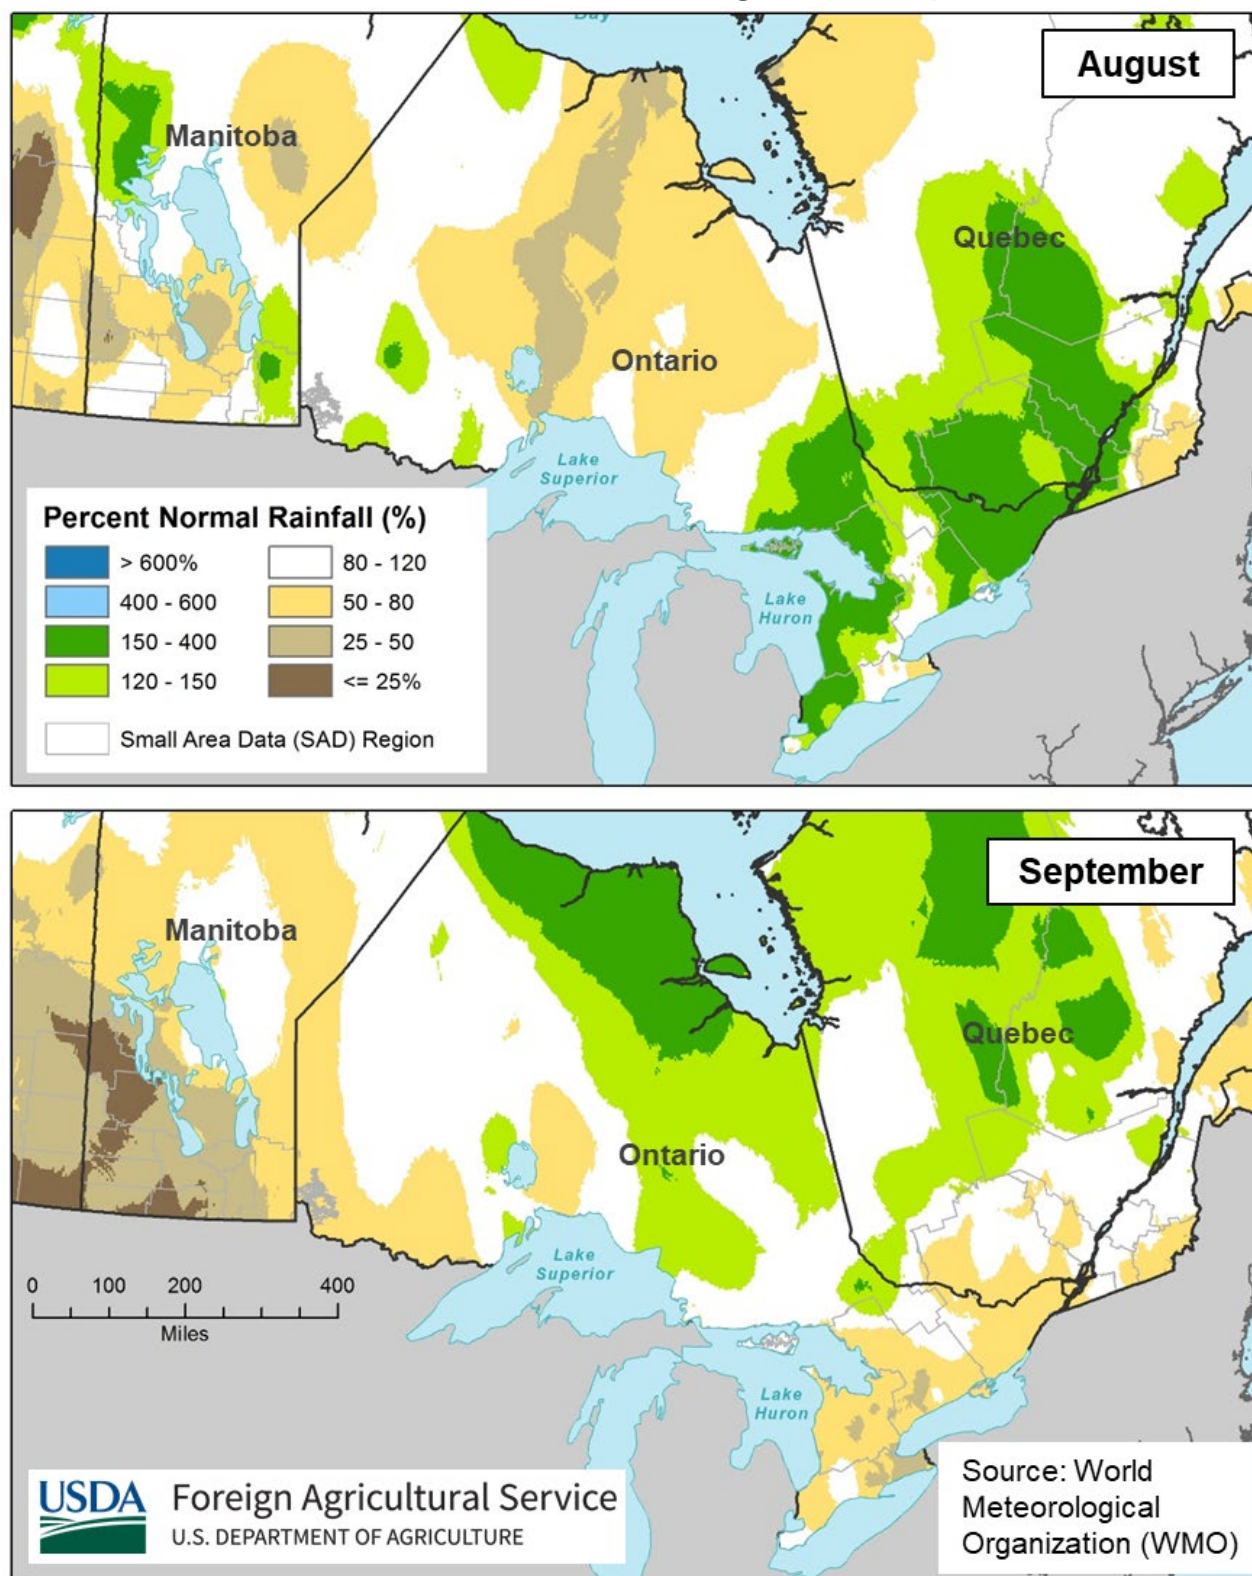 Bay
August
Manitoba
Quebec
Ontario
Lake
Superior
Lake
Huron
Percent Normal Rainfall (%)
> 600%
400 - 600
150 - 400
120 - 150
80 - 120
50 - 80
25 - 50
<= 25%
Small Area Data (SAD) Region
September
Manitoba
Quebec
Ontario
Lake
Superior
Lake
Huron
0 100 200 400
Miles
USDA Foreign Agricultural Service
U.S. DEPARTMENT OF AGRICULTURE
Source: World
Meteorological
Organization (WMO)